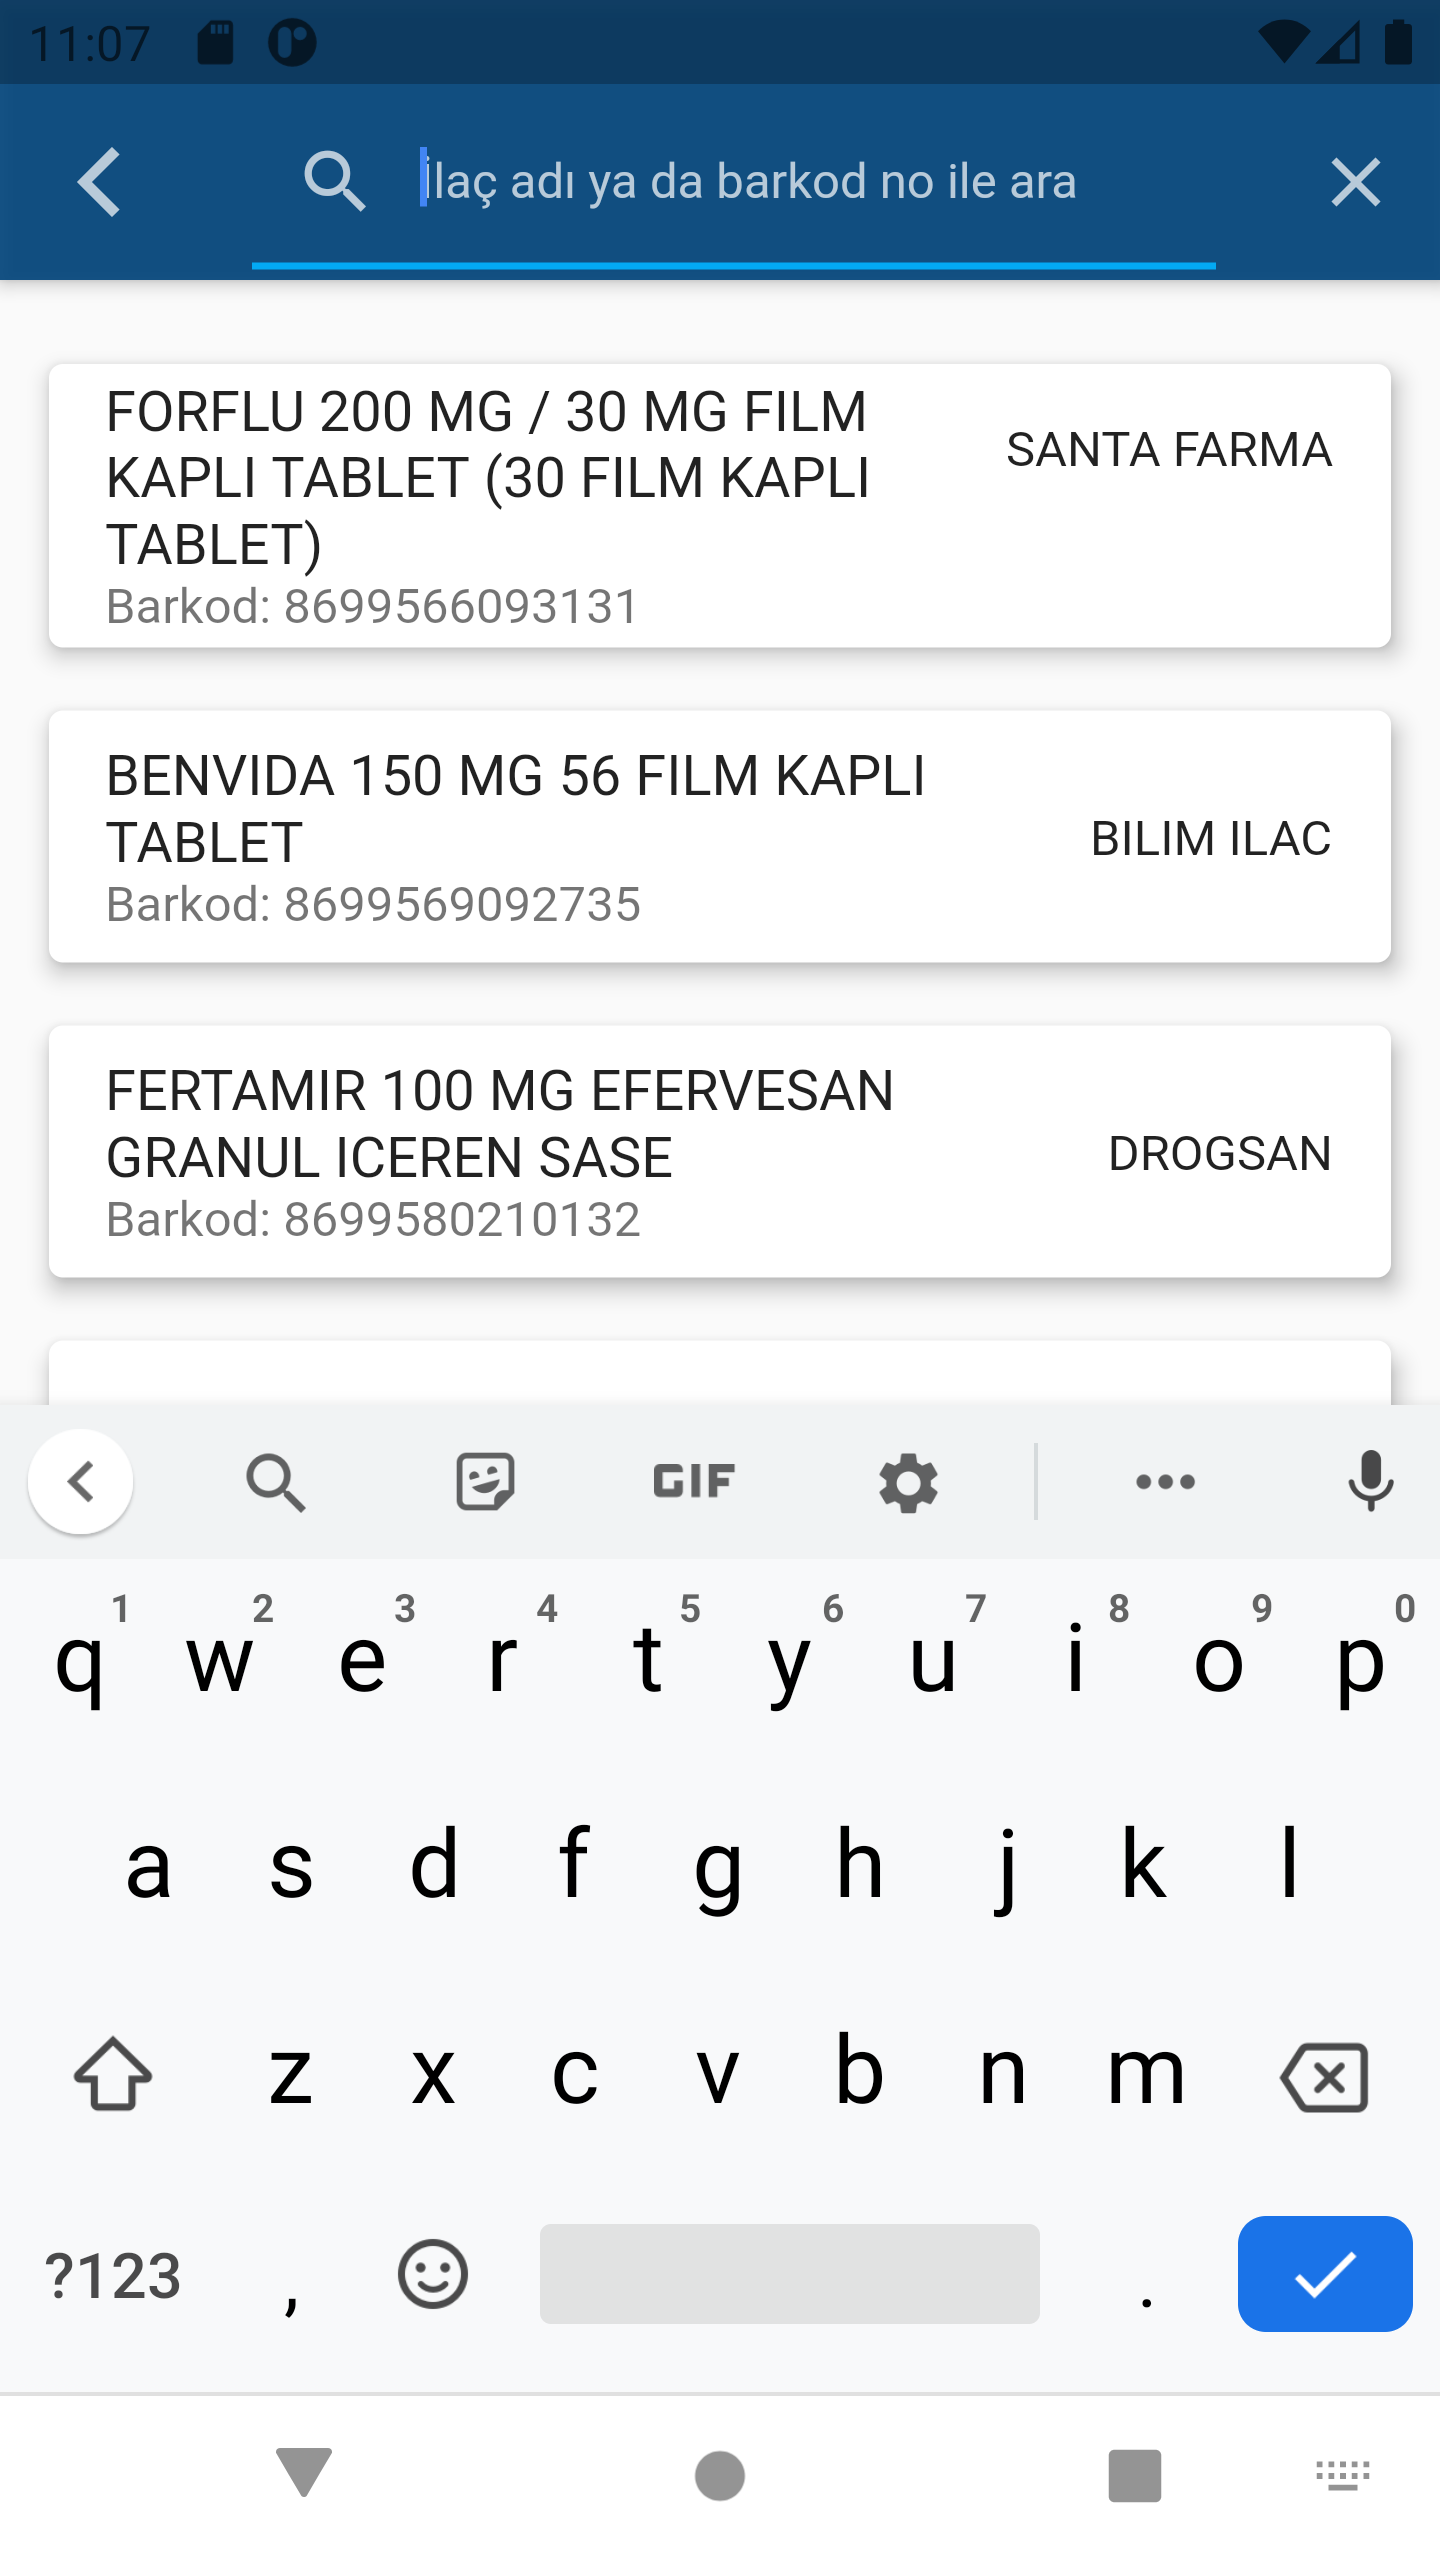 11:07
ilaç adı ya da barkod no ile ara
FORFLU 200 MG / 30 MG FILM
KAPLI TABLET (30 FILM KAPLI
TABLET)
SANTA FARMA
Barkod: 8699566093131
BENVIDA 150 MG 56 FILM KAPLI
TABLET
BILIM ILAC
Barkod: 8699569092735
FERTAMIR 100 MG EFERVESAN
GRANUL ICEREN SASE
DROGSAN
Barkod: 8699580210132
GIF
1 2 3 4 5 6 7 8 9 0
q w e r t y u i o p
a s d f g h j k l
z x c v b n m
?123 , .